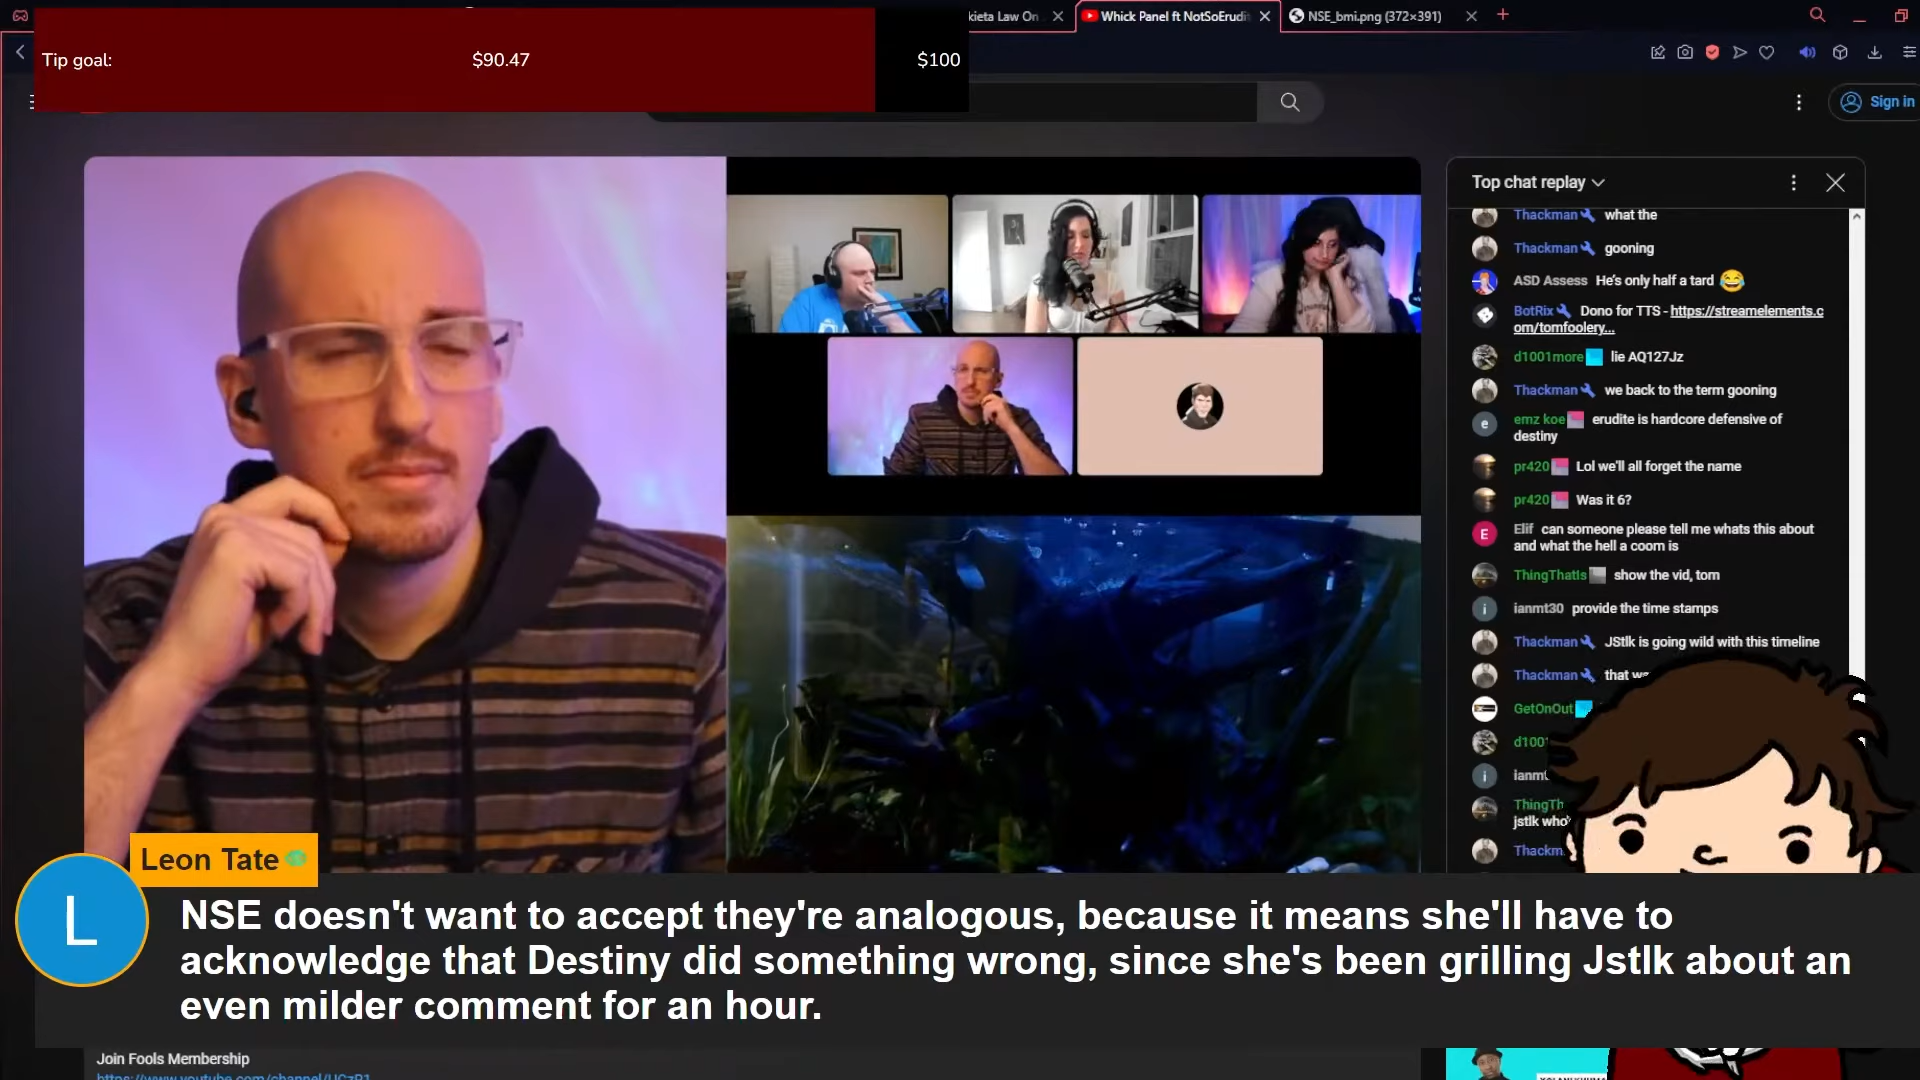 kieta Law On
Whick Panel ft NotSoErudi
NSE_bmi.png (372×391)
Tip goal:
$90.47
$100
Sign in
Top chat replay
Thackman what the
Thackman gooning
ASD Assess He's only half a tard 😂
BotRix Dono for TTS - https://streamelements.c
om/tomfoolery...
d1001more lie AQ127Jz
Thackman we back to the term gooning
emz koe erudite is hardcore defensive of
destiny
pr420 Lol we'll all forget the name
pr420 Was it 6?
Elif can someone please tell me whats this about
and what the hell a coom is
ThingThatIs show the vid, tom
ianmt30 provide the time stamps
Thackman JStlk is going wild with this timeline
Thackman that
GetOnOut
d100
ianm
ThingTh
jstlk who
Thackm
Leon Tate
L
NSE doesn't want to accept they're analogous, because it means she'll have to
acknowledge that Destiny did something wrong, since she's been grilling Jstlk about an
even milder comment for an hour.
Join Fools Membership